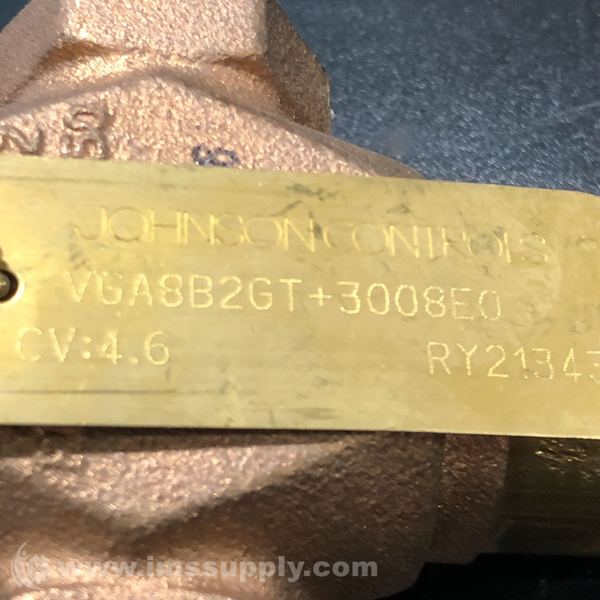 JOHNSON CONTROLS
VGA8B2GT+3008E0
CV:4.6 RY21343
www.imssupply.com